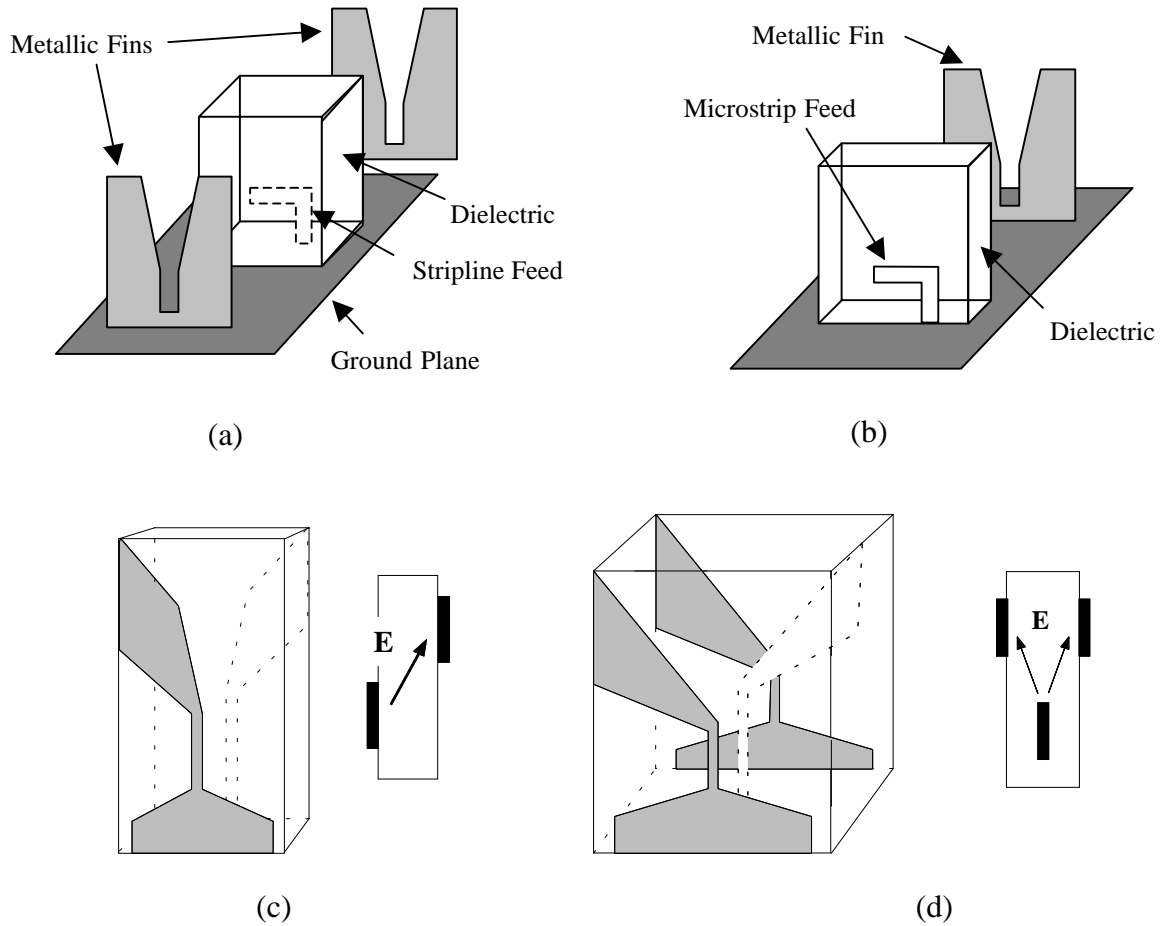 Metallic Fins
Dielectric
Stripline Feed
Ground Plane
(a)
Metallic Fin
Microstrip Feed
Dielectric
(b)
E
(c)
E
(d)